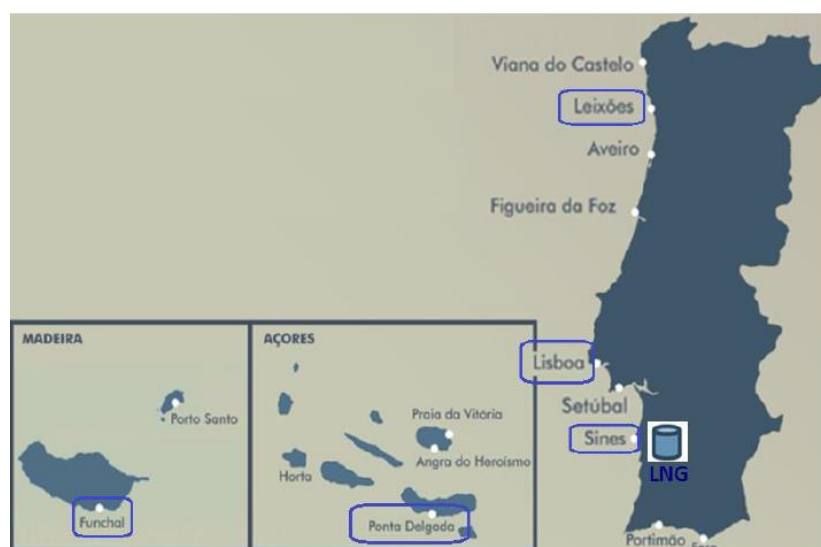 Viana do Castelo
Leixões
Aveiro
Figueira da Foz
MADEIRA
AÇORES
Lisboa
Setúbal
Praia da Vitória
Porto Santo
Sines
Angra do Heroísmo
LNG
Horta
Funchal
Ponta Delgada
Portimão